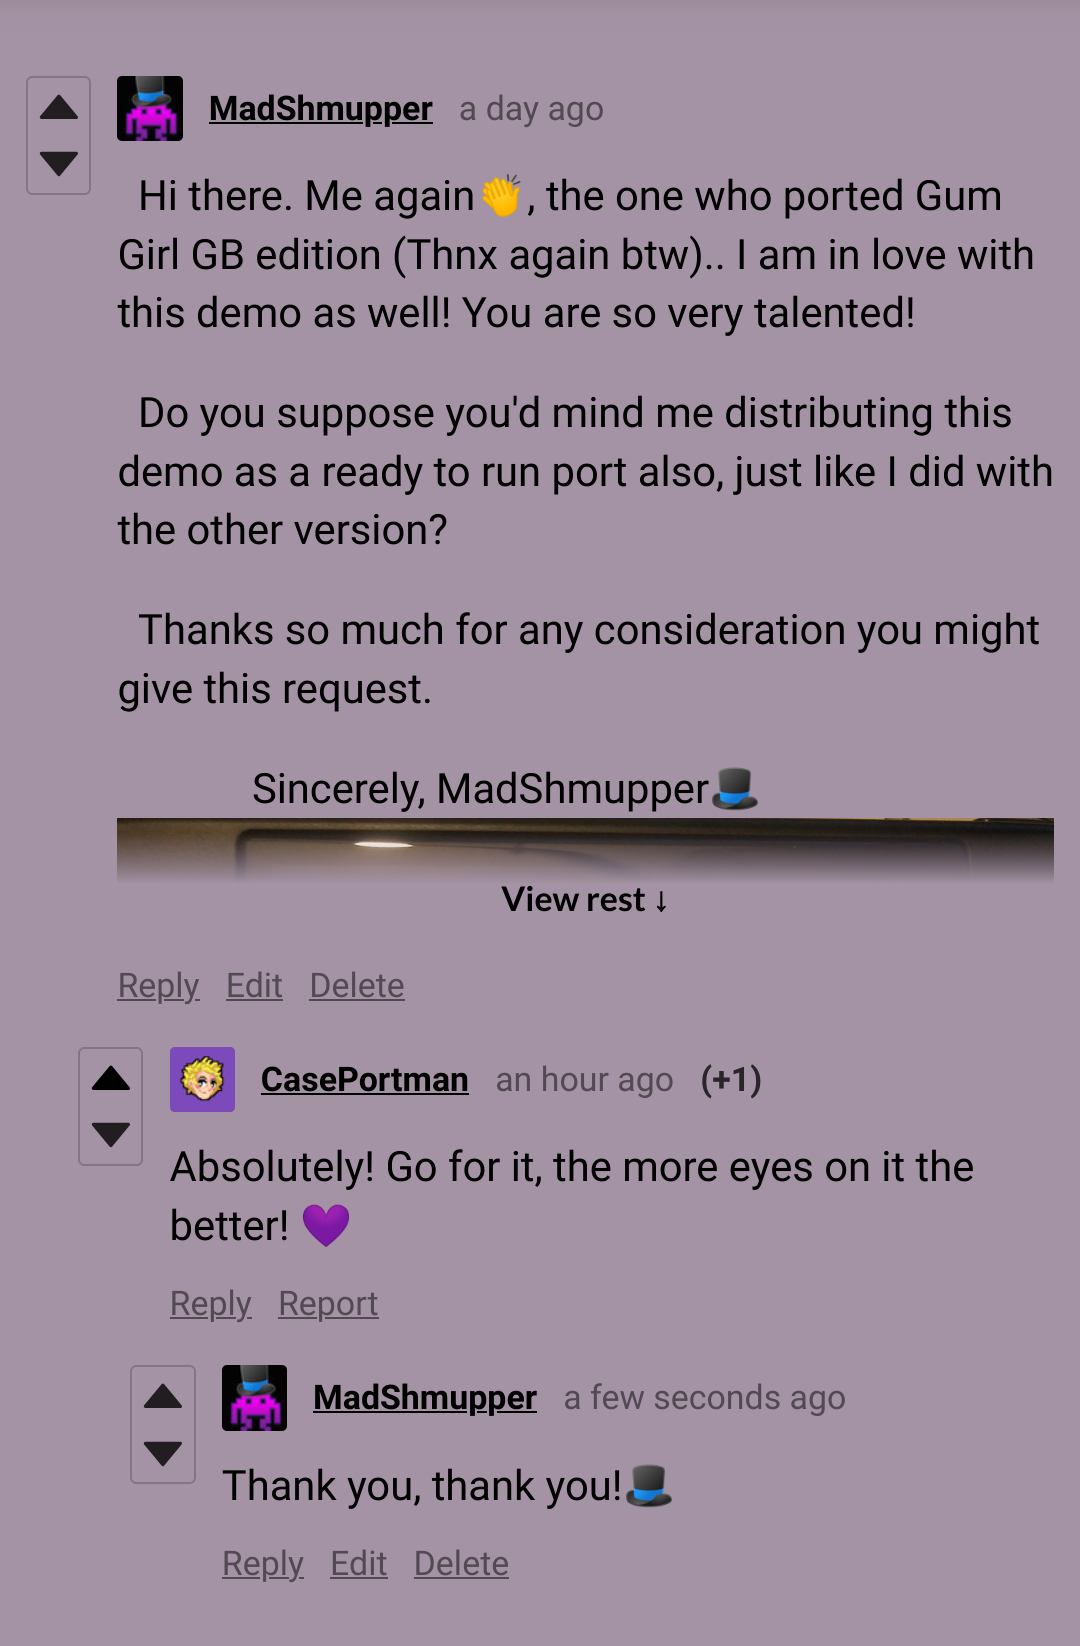 MadShmupper a day ago
Hi there. Me again👏, the one who ported Gum
Girl GB edition (Thnx again btw).. I am in love with
this demo as well! You are so very talented!
Do you suppose you'd mind me distributing this
demo as a ready to run port also, just like I did with
the other version?
Thanks so much for any consideration you might
give this request.
Sincerely, MadShmupper🎩
View rest ↓
Reply Edit Delete
CasePortman an hour ago (+1)
Absolutely! Go for it, the more eyes on it the
better! 💜
Reply Report
MadShmupper a few seconds ago
Thank you, thank you!🎩
Reply Edit Delete